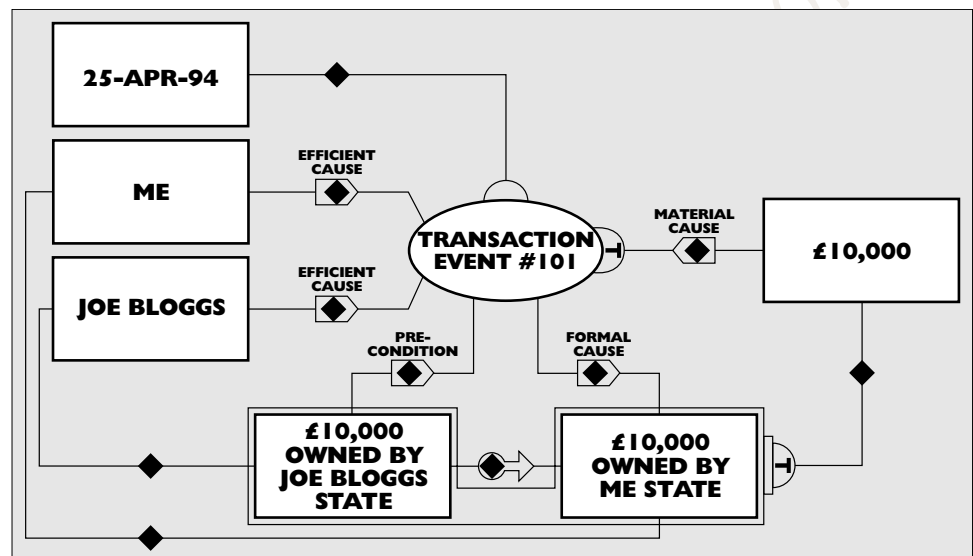 25-APR-94
ME
JOE BLOGGS
EFFICIENT
CAUSE
EFFICIENT
CAUSE
TRANSACTION
EVENT #101
T
MATERIAL
CAUSE
£10,000
PRE-
CONDITION
FORMAL
CAUSE
£10,000
OWNED BY
JOE BLOGGS
STATE
£10,000
OWNED BY
ME STATE
T